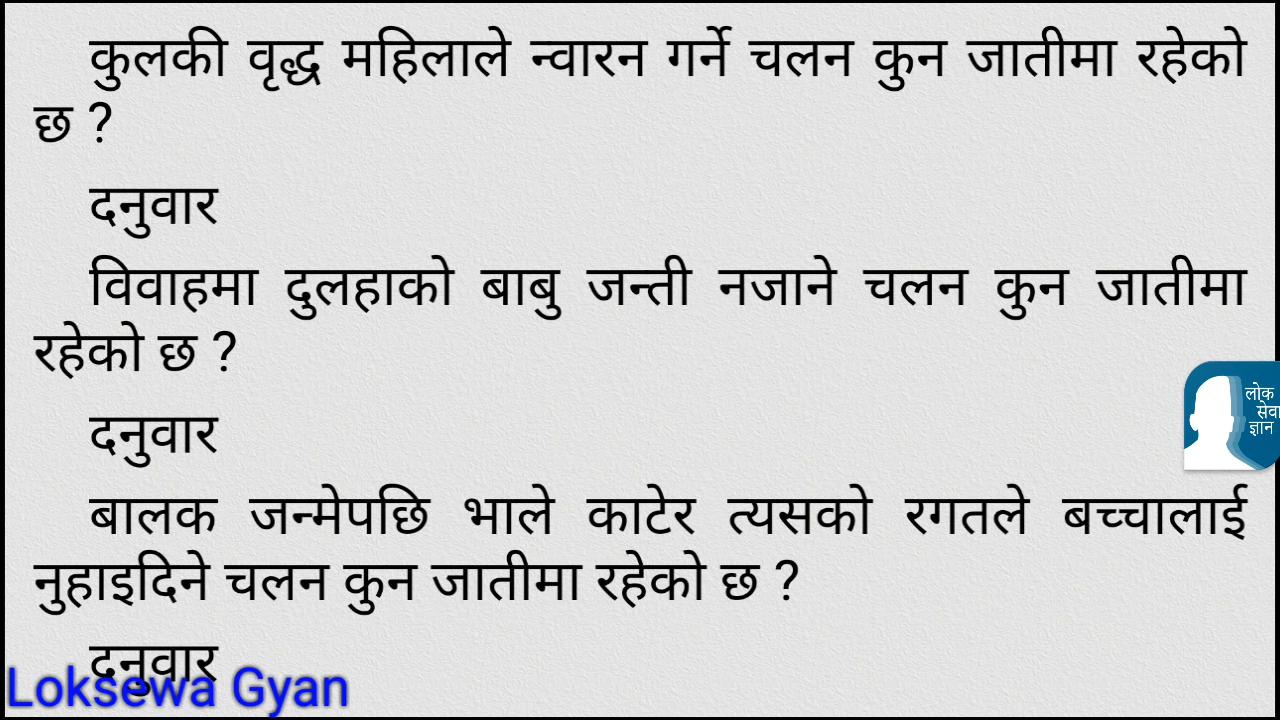 कुलकी वृद्ध महिलाले न्वारन गर्ने चलन कुन जातीमा रहेको
छ ?
दनुवार
विवाहमा दुलहाको बाबु जन्ती नजाने चलन कुन जातीमा
रहेको छ ?
दनुवार
लोक
सेवा
ज्ञान
बालक जन्मेपछि भाले काटेर त्यसको रगतले बच्चालाई
नुहाइदिने चलन कुन जातीमा रहेको छ ?
दनुवार
Loksewa Gyan